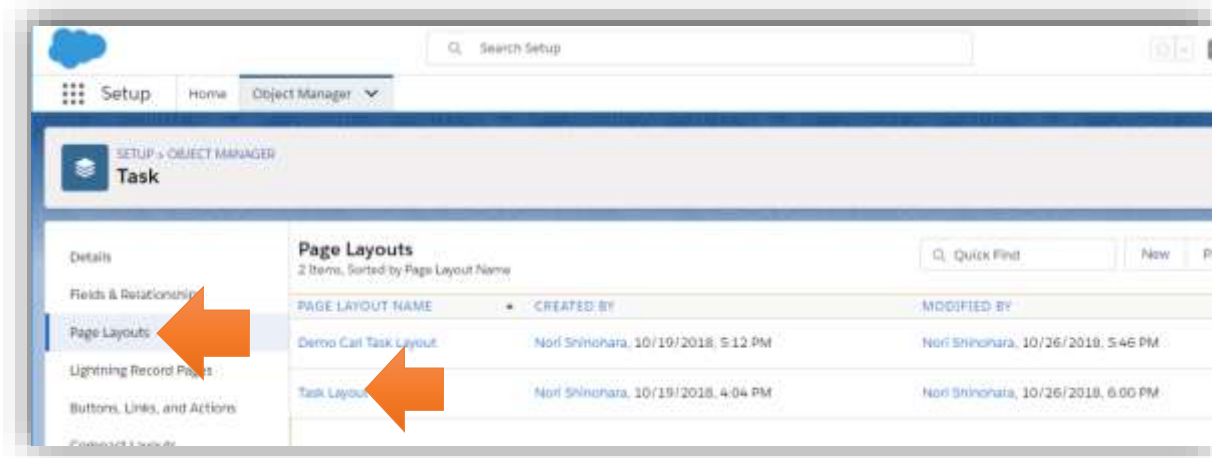 Search Setup
Setup Home Object Manager
SETUP > OBJECT MANAGER
Task
Details
Fields & Relationships
Page Layouts
Lightning Record Pages
Buttons, Links, and Actions
Compact Layouts
Page Layouts
2 Items, Sorted by Page Layout Name
Quick Find New
PAGE LAYOUT NAME CREATED BY MODIFIED BY
Demo Call Task Layout Nori Shinohara, 10/19/2018, 5:12 PM Nori Shinohara, 10/26/2018, 5:46 PM
Task Layout Nori Shinohara, 10/19/2018, 4:04 PM Nori Shinohara, 10/26/2018, 6:00 PM